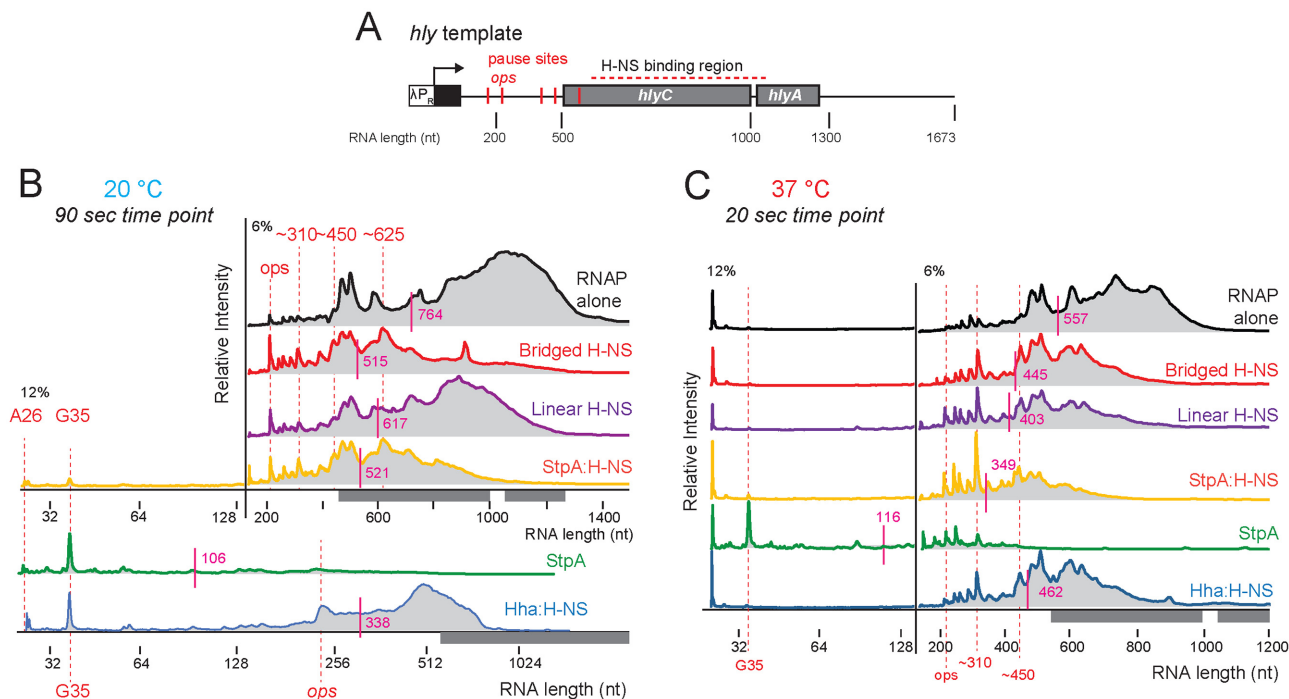 A
hly template
pause sites
ops
H-NS binding region
λPR
hlyC
hlyA
RNA length (nt)
200
500
1000
1300
1673
B
20 °C
90 sec time point
Relative Intensity
6%
~310
~450
~625
ops
RNAP
alone
764
Bridged H-NS
515
Linear H-NS
617
StpA:H-NS
521
12%
A26
G35
32
64
128
200
600
1000
1400
RNA length (nt)
StpA
106
Hha:H-NS
338
32
64
128
256
512
1024
G35
ops
RNA length (nt)
C
37 °C
20 sec time point
Relative Intensity
12%
6%
RNAP
alone
557
Bridged H-NS
445
Linear H-NS
403
StpA:H-NS
349
StpA
116
Hha:H-NS
462
32
64
128
G35
200
400
600
800
1000
1200
ops
~310
~450
RNA length (nt)